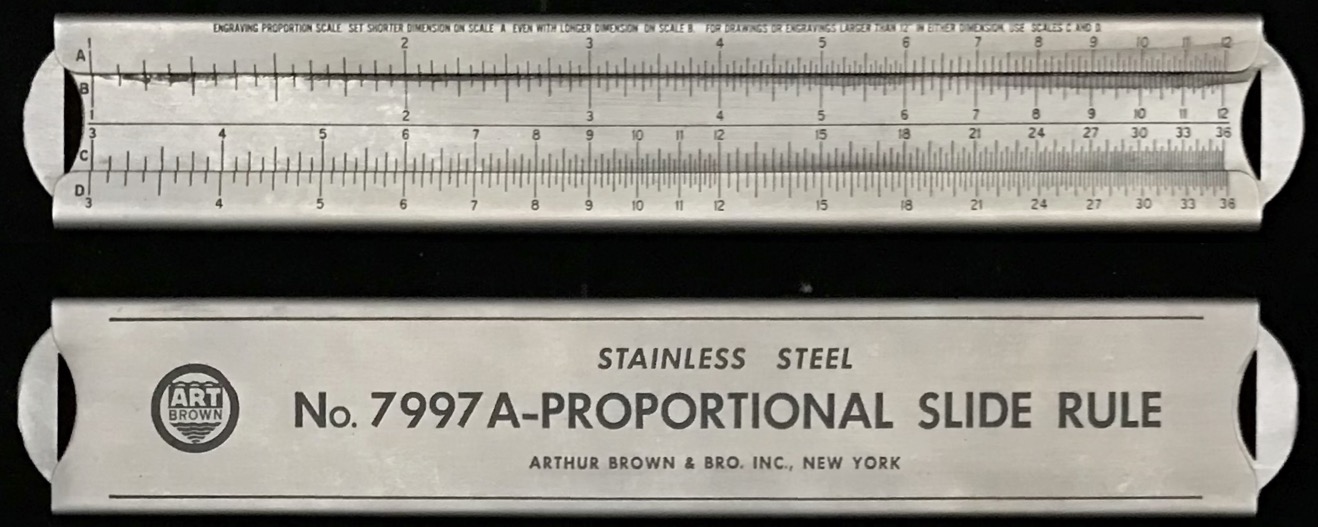 ENGRAVING PROPORTION SCALE. SET SHORTER DIMENSION ON SCALE A EVEN WITH LONGER DIMENSION ON SCALE B. FOR DRAWINGS OR ENGRAVINGS LARGER THAN 12" IN EITHER DIMENSION, USE SCALES C AND D.
1 2 3 4 5 6 7 8 9 10 11 12
A
B
1 2 3 4 5 6 7 8 9 10 11 12
3 4 5 6 7 8 9 10 11 12 15 18 21 24 27 30 33 36
C
D
3 4 5 6 7 8 9 10 11 12 15 18 21 24 27 30 33 36
STAINLESS STEEL
ART
BROWN
No. 7997A-PROPORTIONAL SLIDE RULE
ARTHUR BROWN & BRO. INC., NEW YORK